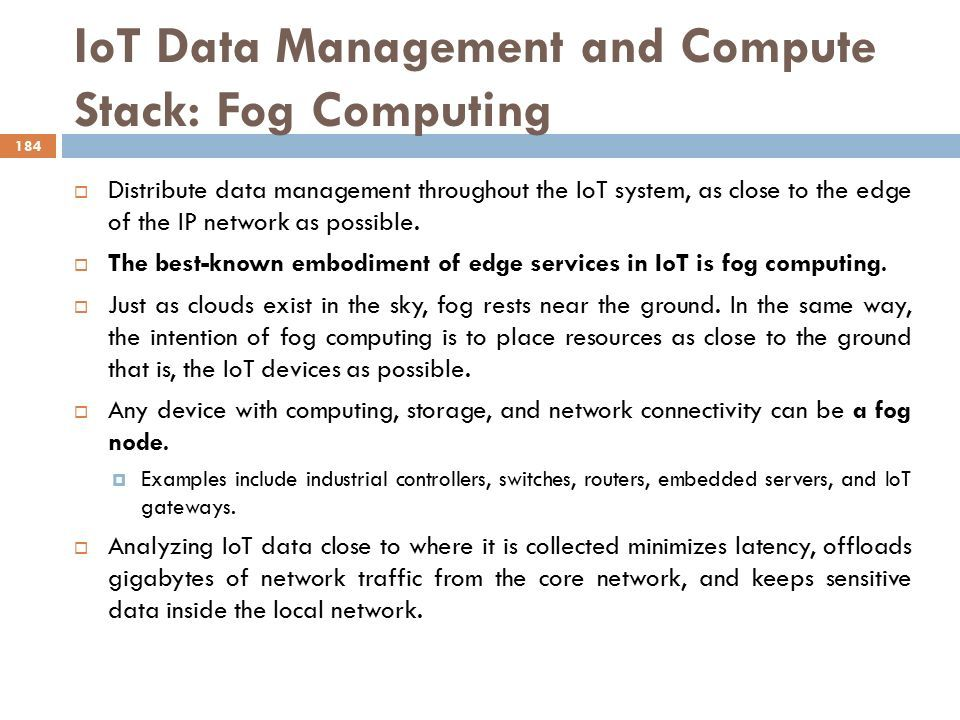 IoT Data Management and Compute
Stack: Fog Computing
184
Distribute data management throughout the IoT system, as close to the edge
of the IP network as possible.
The best-known embodiment of edge services in IoT is fog computing.
Just as clouds exist in the sky, fog rests near the ground. In the same way,
the intention of fog computing is to place resources as close to the ground
that is, the IoT devices as possible.
Any device with computing, storage, and network connectivity can be a fog
node.
Examples include industrial controllers, switches, routers, embedded servers, and IoT
gateways.
Analyzing IoT data close to where it is collected minimizes latency, offloads
gigabytes of network traffic from the core network, and keeps sensitive
data inside the local network.